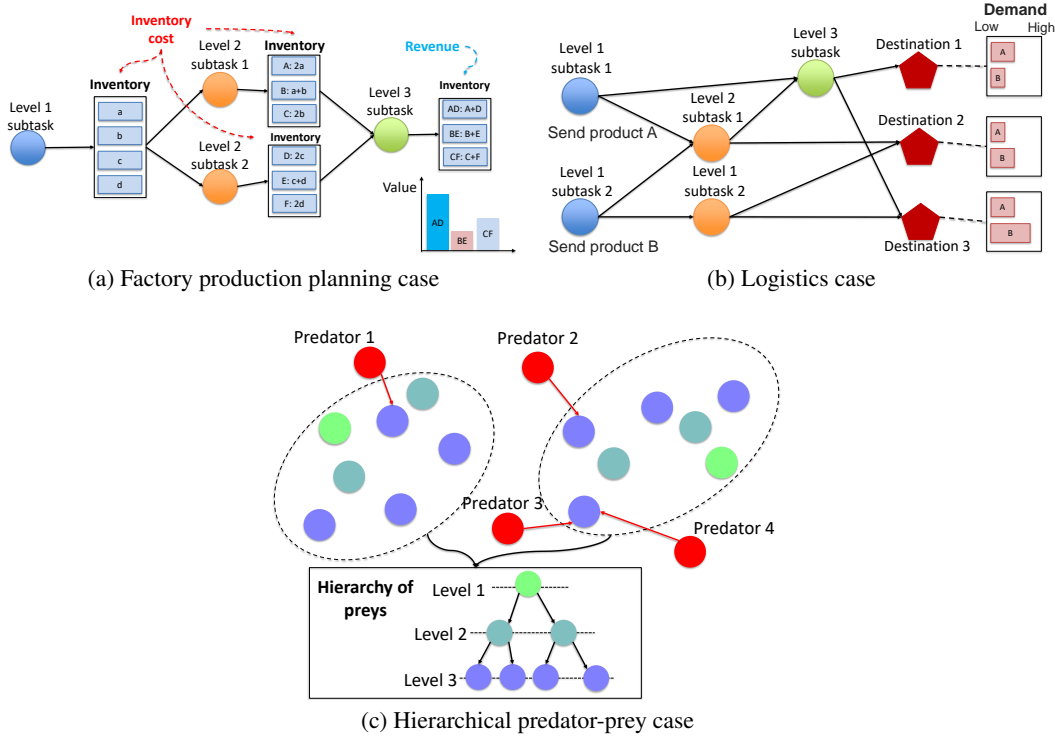 Inventory
cost
Level 1
subtask
Inventory
a
b
c
d
Level 2
subtask 1
Level 2
subtask 2
Inventory
A: 2a
B: a+b
C: 2b
Inventory
D: 2c
E: c+d
F: 2d
Level 3
subtask
Revenue
Inventory
AD: A+D
BE: B+E
CF: C+F
Value
AD
BE
CF
(a) Factory production planning case
Level 1
subtask 1
Send product A
Level 1
subtask 2
Send product B
Level 2
subtask 1
Level 1
subtask 2
Level 3
subtask
Destination 1
Destination 2
Destination 3
Demand
Low
High
A
B
A
B
A
B
(b) Logistics case
Predator 1
Predator 2
Predator 3
Predator 4
Hierarchy of
preys
Level 1
Level 2
Level 3
(c) Hierarchical predator-prey case